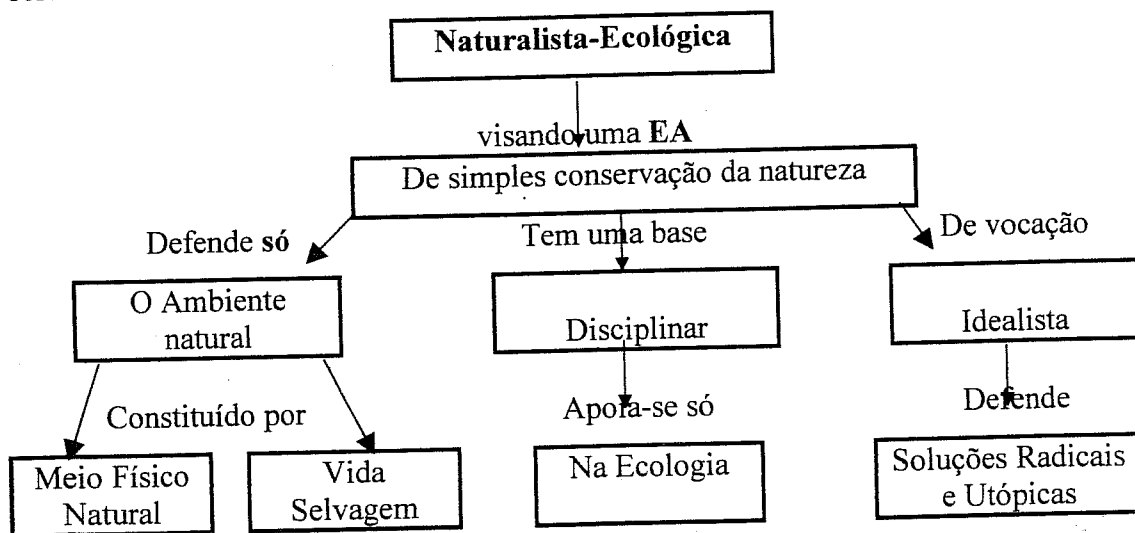 Naturalista-Ecológica
visando uma EA
De simples conservação da natureza
Defende só
Tem uma base
De vocação
O Ambiente
natural
Disciplinar
Idealista
Constituído por
Apoia-se só
Defende
Meio Físico
Natural
Vida
Selvagem
Na Ecologia
Soluções Radicais
e Utópicas